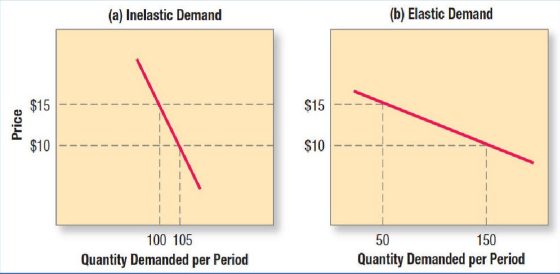 (a) Inelastic Demand
Price
$15
$10
100 105
Quantity Demanded per Period
(b) Elastic Demand
$15
$10
50 150
Quantity Demanded per Period